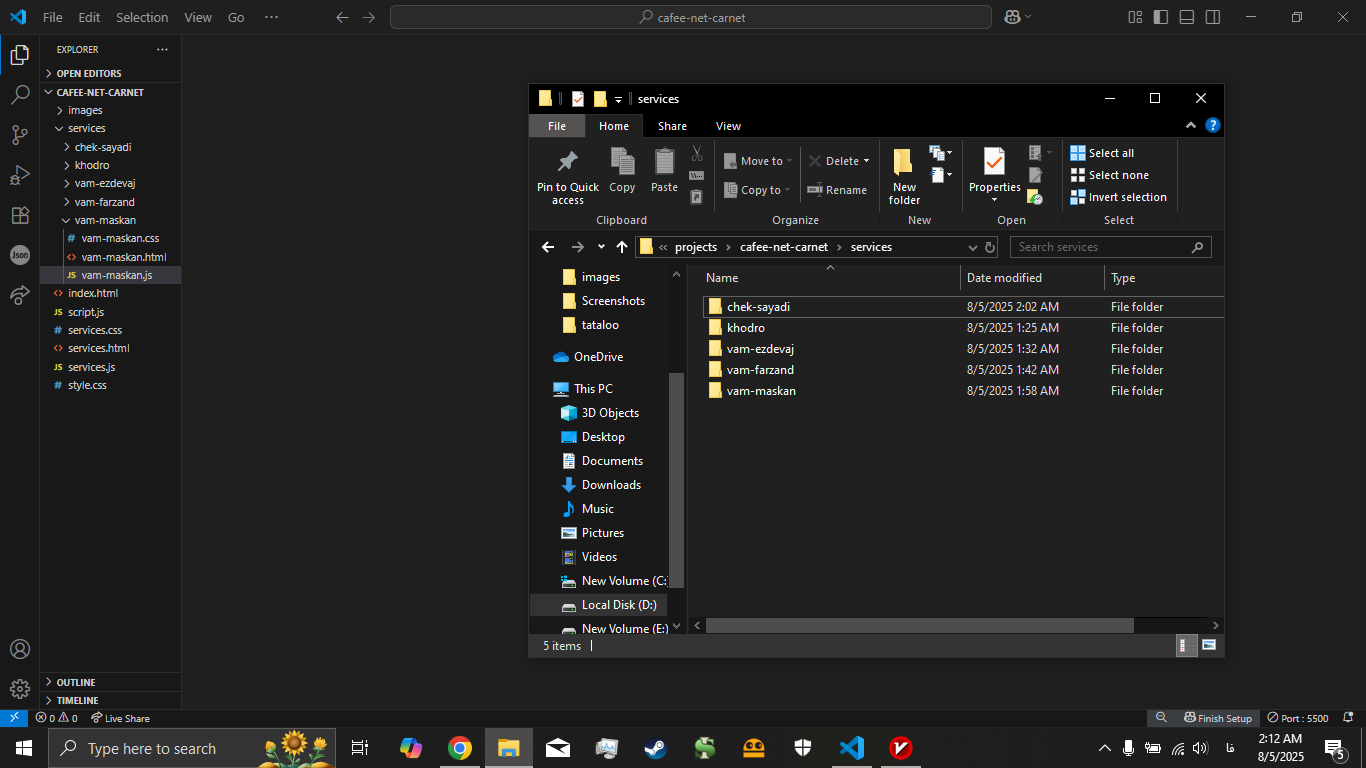 File Edit Selection View Go ··· cafee-net-carnet
EXPLORER ···
OPEN EDITORS
CAFEE-NET-CARNET
images
services
chek-sayadi
khodro
vam-ezdevaj
vam-farzand
vam-maskan
# vam-maskan.css
<> vam-maskan.html
JS vam-maskan.js
<> index.html
JS script.js
# services.css
<> services.html
JS services.js
# style.css
OUTLINE
TIMELINE
Json
services
File Home Share View
Pin to Quick access
Copy
Paste
Clipboard
Move to
Copy to
Delete
Rename
Organize
New folder
New
Properties
Open
Select all
Select none
Invert selection
Select
« projects > cafee-net-carnet > services
Search services
images
Screenshots
tataloo
OneDrive
This PC
3D Objects
Desktop
Documents
Downloads
Music
Pictures
Videos
New Volume (C:
Local Disk (D:)
New Volume (E:)
Name Date modified Type
chek-sayadi 8/5/2025 2:02 AM File folder
khodro 8/5/2025 1:25 AM File folder
vam-ezdevaj 8/5/2025 1:32 AM File folder
vam-farzand 8/5/2025 1:42 AM File folder
vam-maskan 8/5/2025 1:58 AM File folder
5 items
0 0 Live Share
Finish Setup Port : 5500
Type here to search
فا
2:12 AM
8/5/2025
5